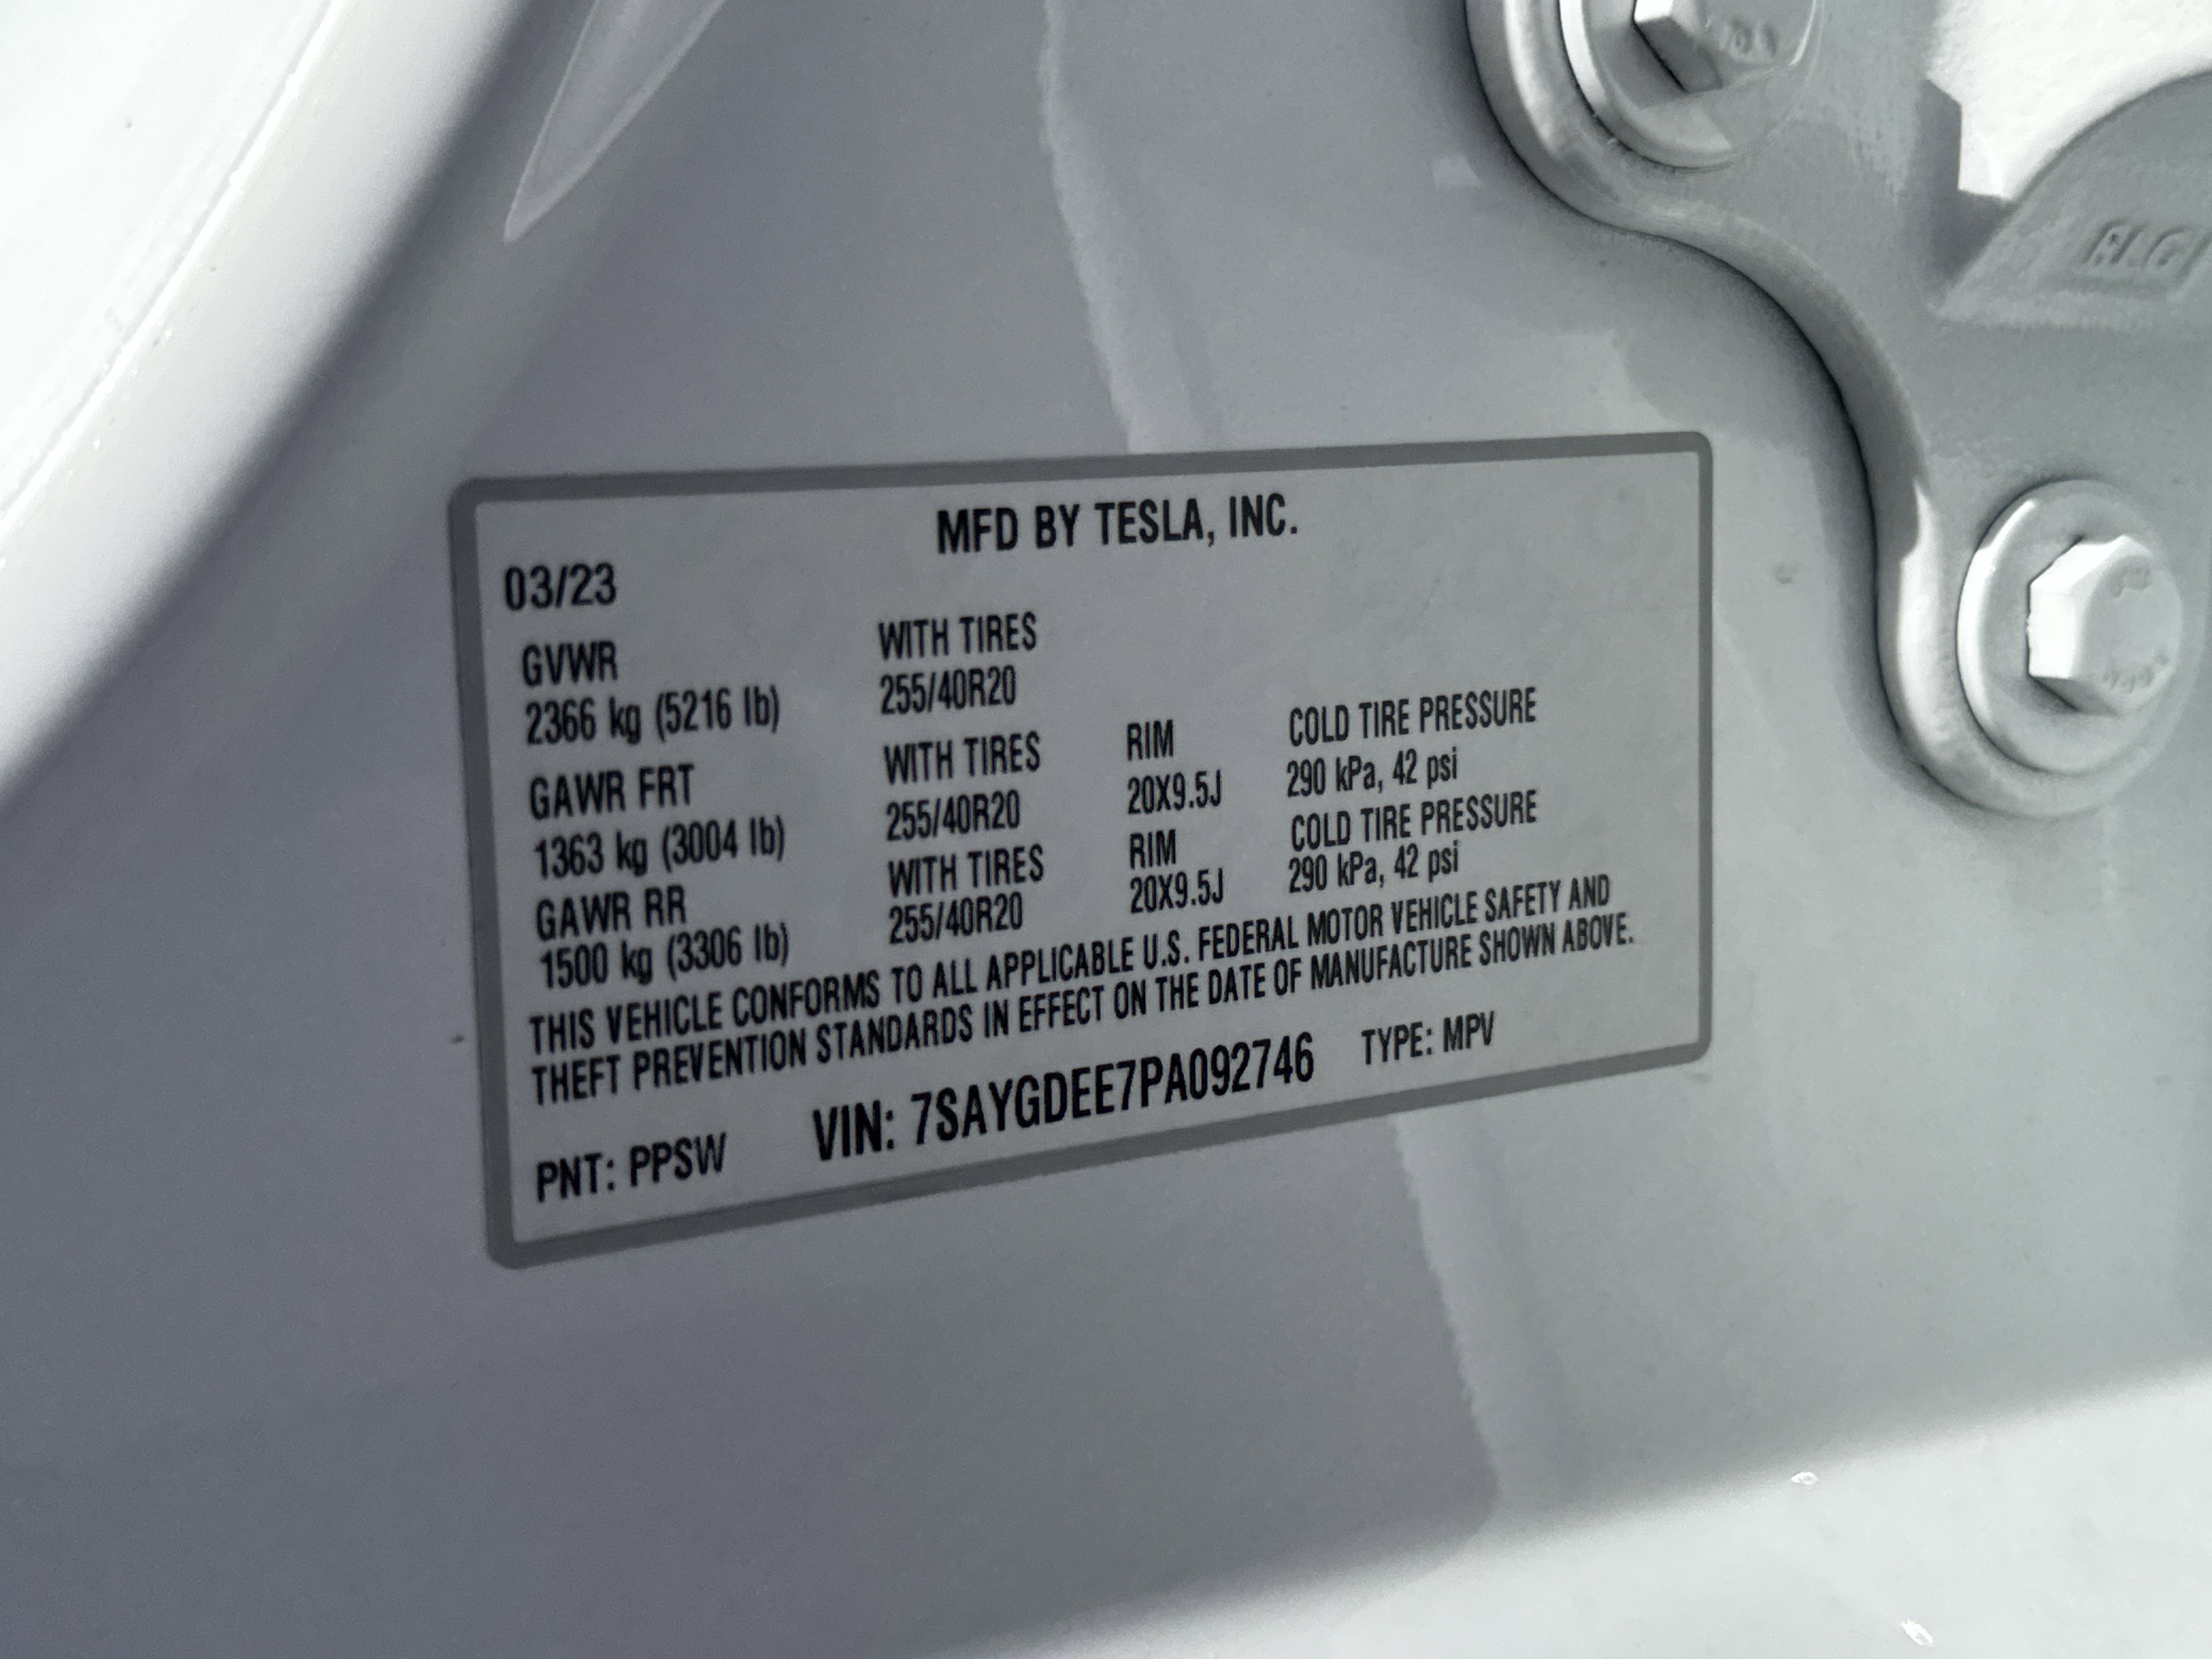 MFD BY TESLA, INC.
03/23
GVWR WITH TIRES
2366 kg (5216 lb) 255/40R20
GAWR FRT WITH TIRES RIM COLD TIRE PRESSURE
1363 kg (3004 lb) 255/40R20 20X9.5J 290 kPa, 42 psi
GAWR RR WITH TIRES RIM COLD TIRE PRESSURE
1500 kg (3306 lb) 255/40R20 20X9.5J 290 kPa, 42 psi
THIS VEHICLE CONFORMS TO ALL APPLICABLE U.S. FEDERAL MOTOR VEHICLE SAFETY AND
THEFT PREVENTION STANDARDS IN EFFECT ON THE DATE OF MANUFACTURE SHOWN ABOVE.
PNT: PPSW VIN: 7SAYGDEE7PA092746 TYPE: MPV